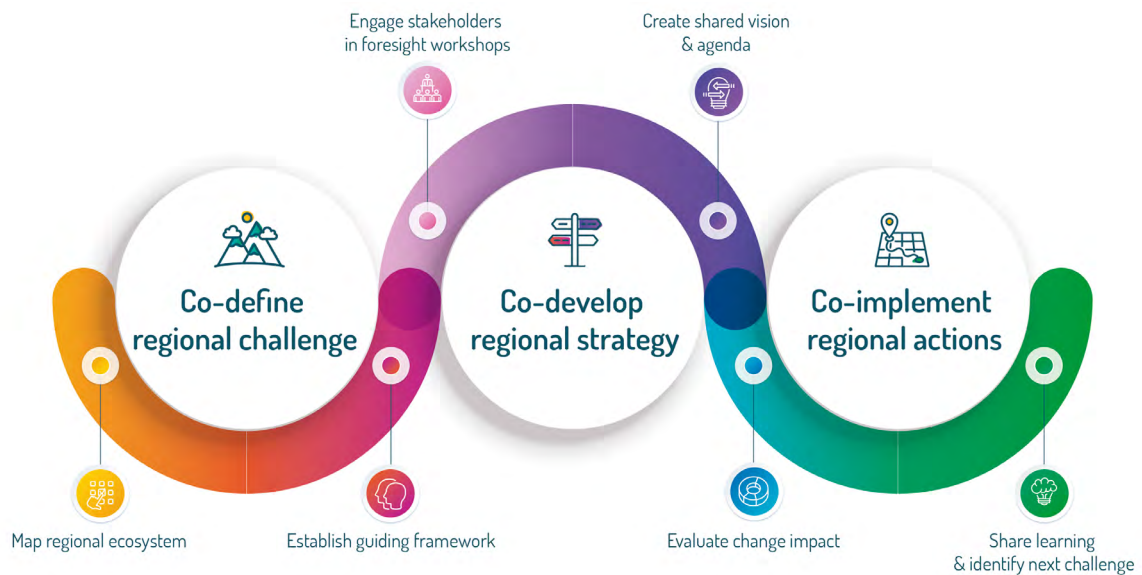 Engage stakeholders
in foresight workshops
Create shared vision
& agenda
Co-define
regional challenge
Co-develop
regional strategy
Co-implement
regional actions
Map regional ecosystem
Establish guiding framework
Evaluate change impact
Share learning
& identify next challenge